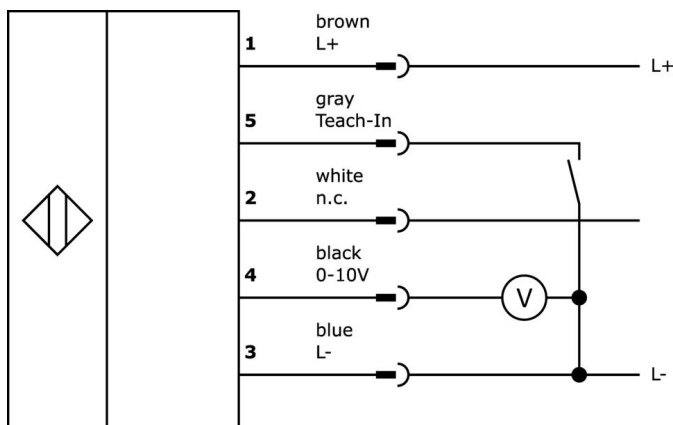 brown
1
L+
L+
gray
5
Teach-In
white
2
n.c.
black
4
0-10V
V
blue
3
L-
L-